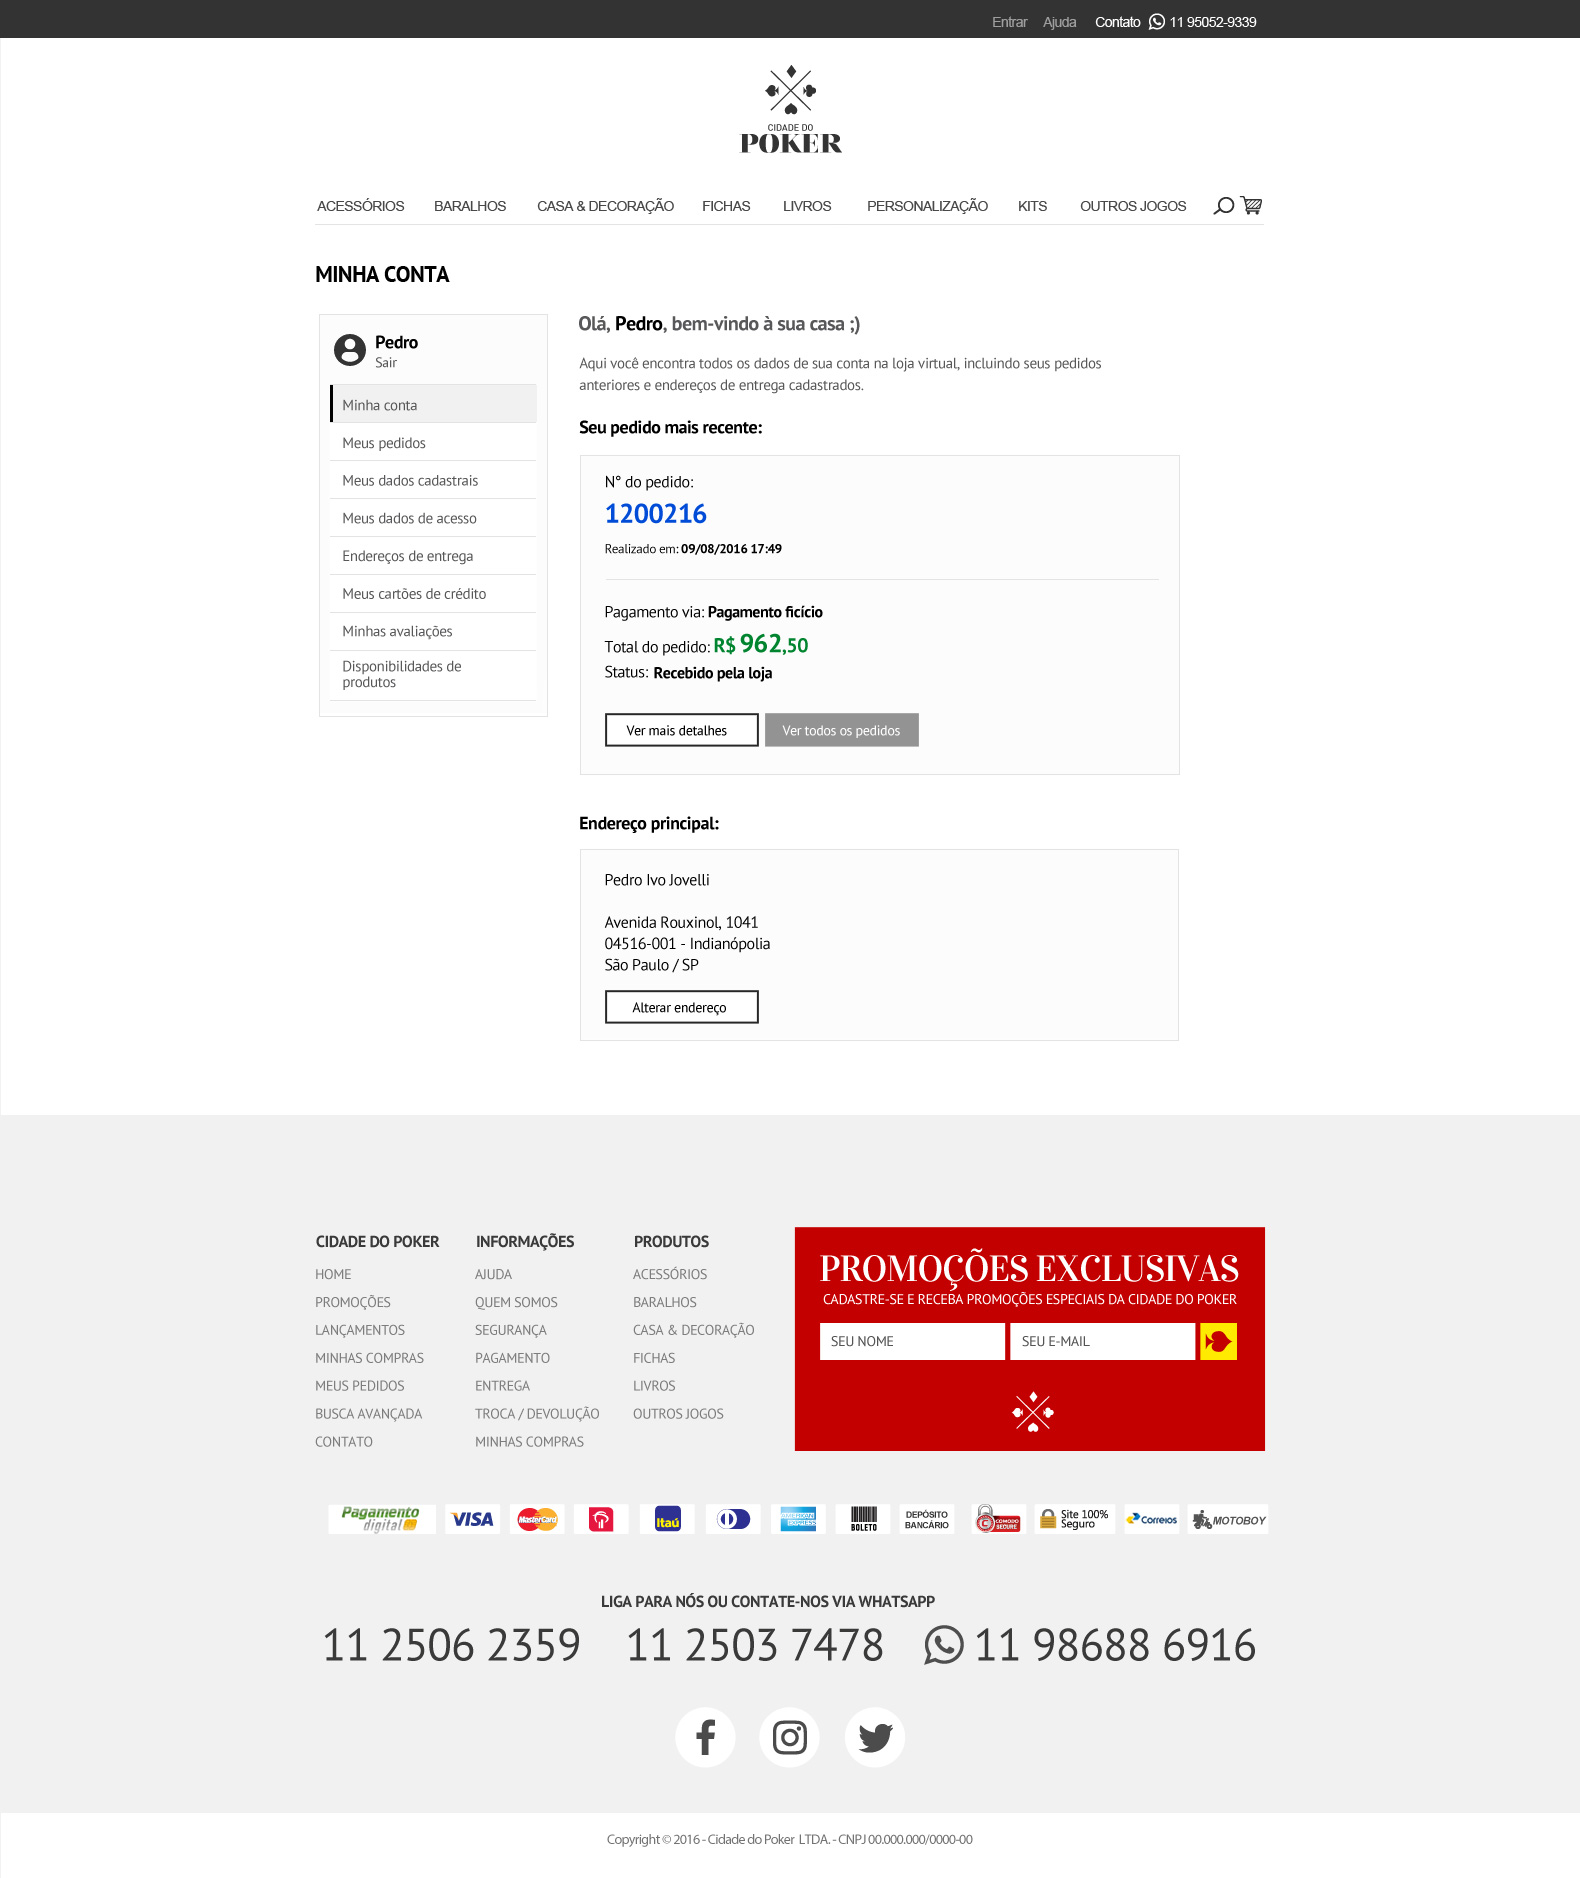 Entrar Ajuda Contato 11 95052-9339
CIDADE DO
POKER
ACESSÓRIOS BARALHOS CASA & DECORAÇÃO FICHAS LIVROS PERSONALIZAÇÃO KITS OUTROS JOGOS
MINHA CONTA
Pedro
Sair
Minha conta
Meus pedidos
Meus dados cadastrais
Meus dados de acesso
Endereços de entrega
Meus cartões de crédito
Minhas avaliações
Disponibilidades de
produtos
Olá, Pedro, bem-vindo à sua casa ;)
Aqui você encontra todos os dados de sua conta na loja virtual, incluindo seus pedidos
anteriores e endereços de entrega cadastrados.
Seu pedido mais recente:
N° do pedido:
1200216
Realizado em: 09/08/2016 17:49
Pagamento via: Pagamento ficício
Total do pedido: R$ 962,50
Status: Recebido pela loja
Ver mais detalhes Ver todos os pedidos
Endereço principal:
Pedro Ivo Jovelli
Avenida Rouxinol, 1041
04516-001 - Indianópolia
São Paulo / SP
Alterar endereço
CIDADE DO POKER
HOME
PROMOÇÕES
LANÇAMENTOS
MINHAS COMPRAS
MEUS PEDIDOS
BUSCA AVANÇADA
CONTATO
INFORMAÇÕES
AJUDA
QUEM SOMOS
SEGURANÇA
PAGAMENTO
ENTREGA
TROCA / DEVOLUÇÃO
MINHAS COMPRAS
PRODUTOS
ACESSÓRIOS
BARALHOS
CASA & DECORAÇÃO
FICHAS
LIVROS
OUTROS JOGOS
PROMOÇÕES EXCLUSIVAS
CADASTRE-SE E RECEBA PROMOÇÕES ESPECIAIS DA CIDADE DO POKER
SEU NOME SEU E-MAIL
Pagamento
digital
VISA
MasterCard
Itaú
AMERICAN
EXPRESS
BOLETO
DEPÓSITO
BANCÁRIO
COMODO
SECURE
Site 100%
Seguro
CORREIOS
MOTOBOY
LIGA PARA NÓS OU CONTATE-NOS VIA WHATSAPP
11 2506 2359 11 2503 7478 11 98688 6916
Copyright © 2016 - Cidade do Poker LTDA. - CNPJ 00.000.000/0000-00